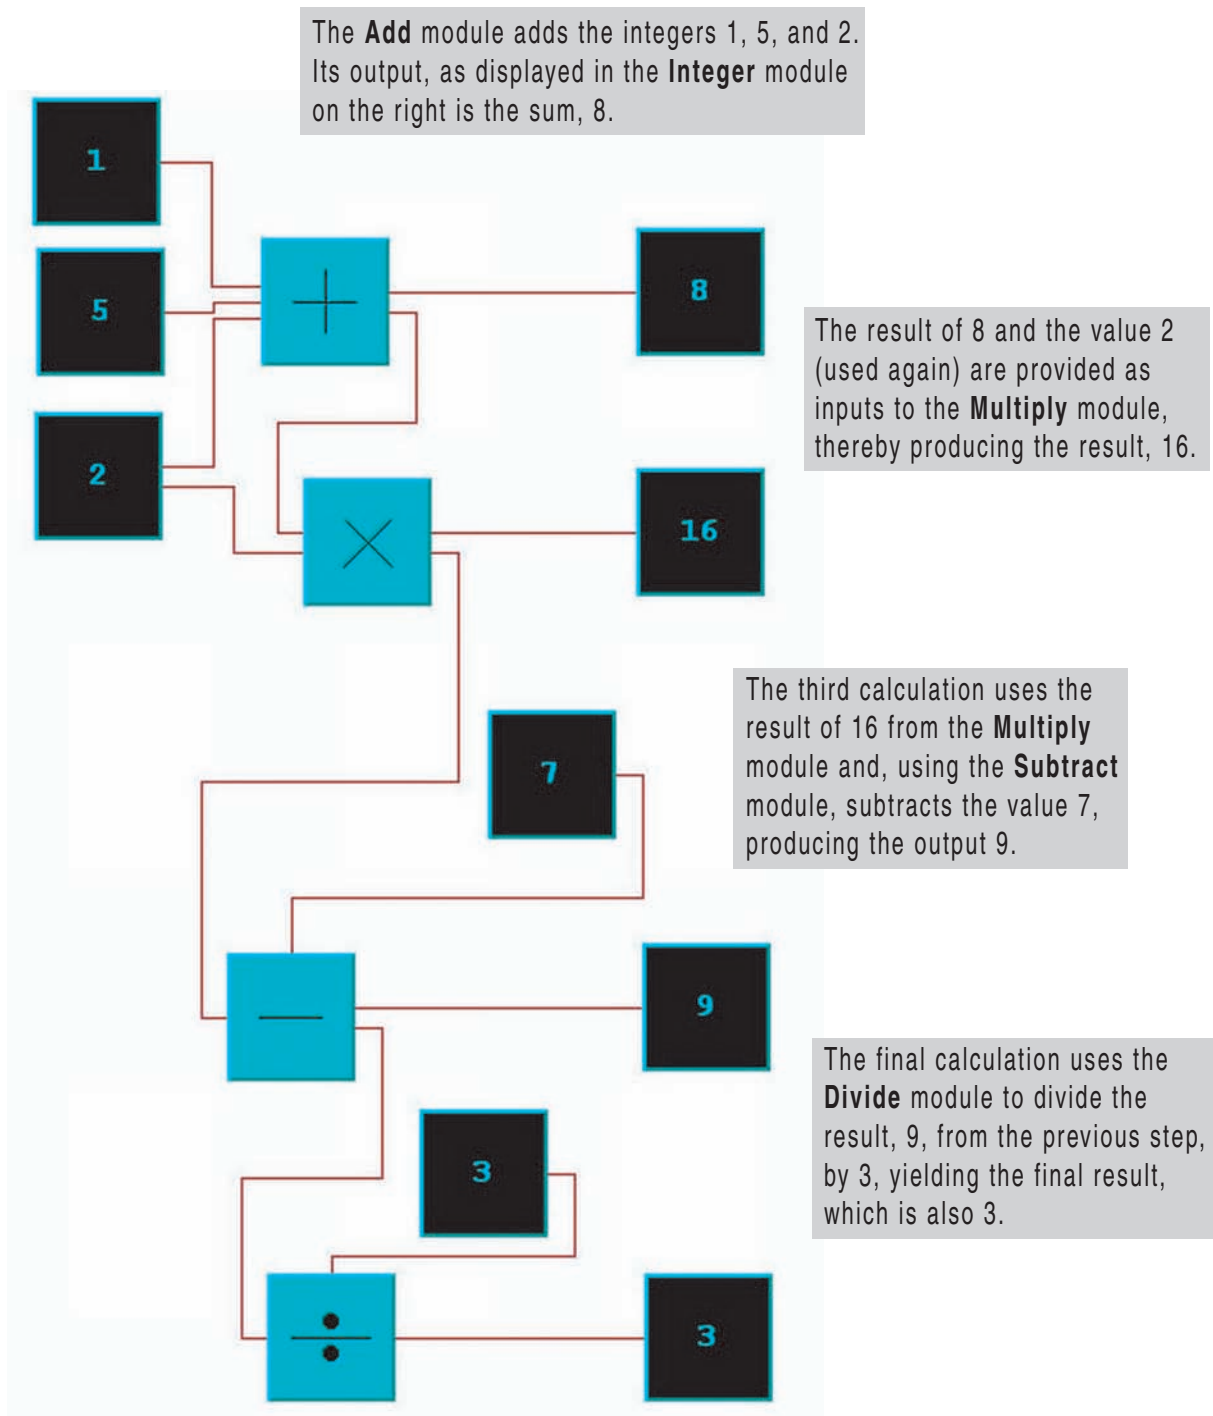 The Add module adds the integers 1, 5, and 2.
Its output, as displayed in the Integer module
on the right is the sum, 8.
1
5
+
8
2
The result of 8 and the value 2
(used again) are provided as
inputs to the Multiply module,
thereby producing the result, 16.
×
16
The third calculation uses the
result of 16 from the Multiply
module and, using the Subtract
module, subtracts the value 7,
producing the output 9.
7
—
9
The final calculation uses the
Divide module to divide the
result, 9, from the previous step,
by 3, yielding the final result,
which is also 3.
3
÷
3